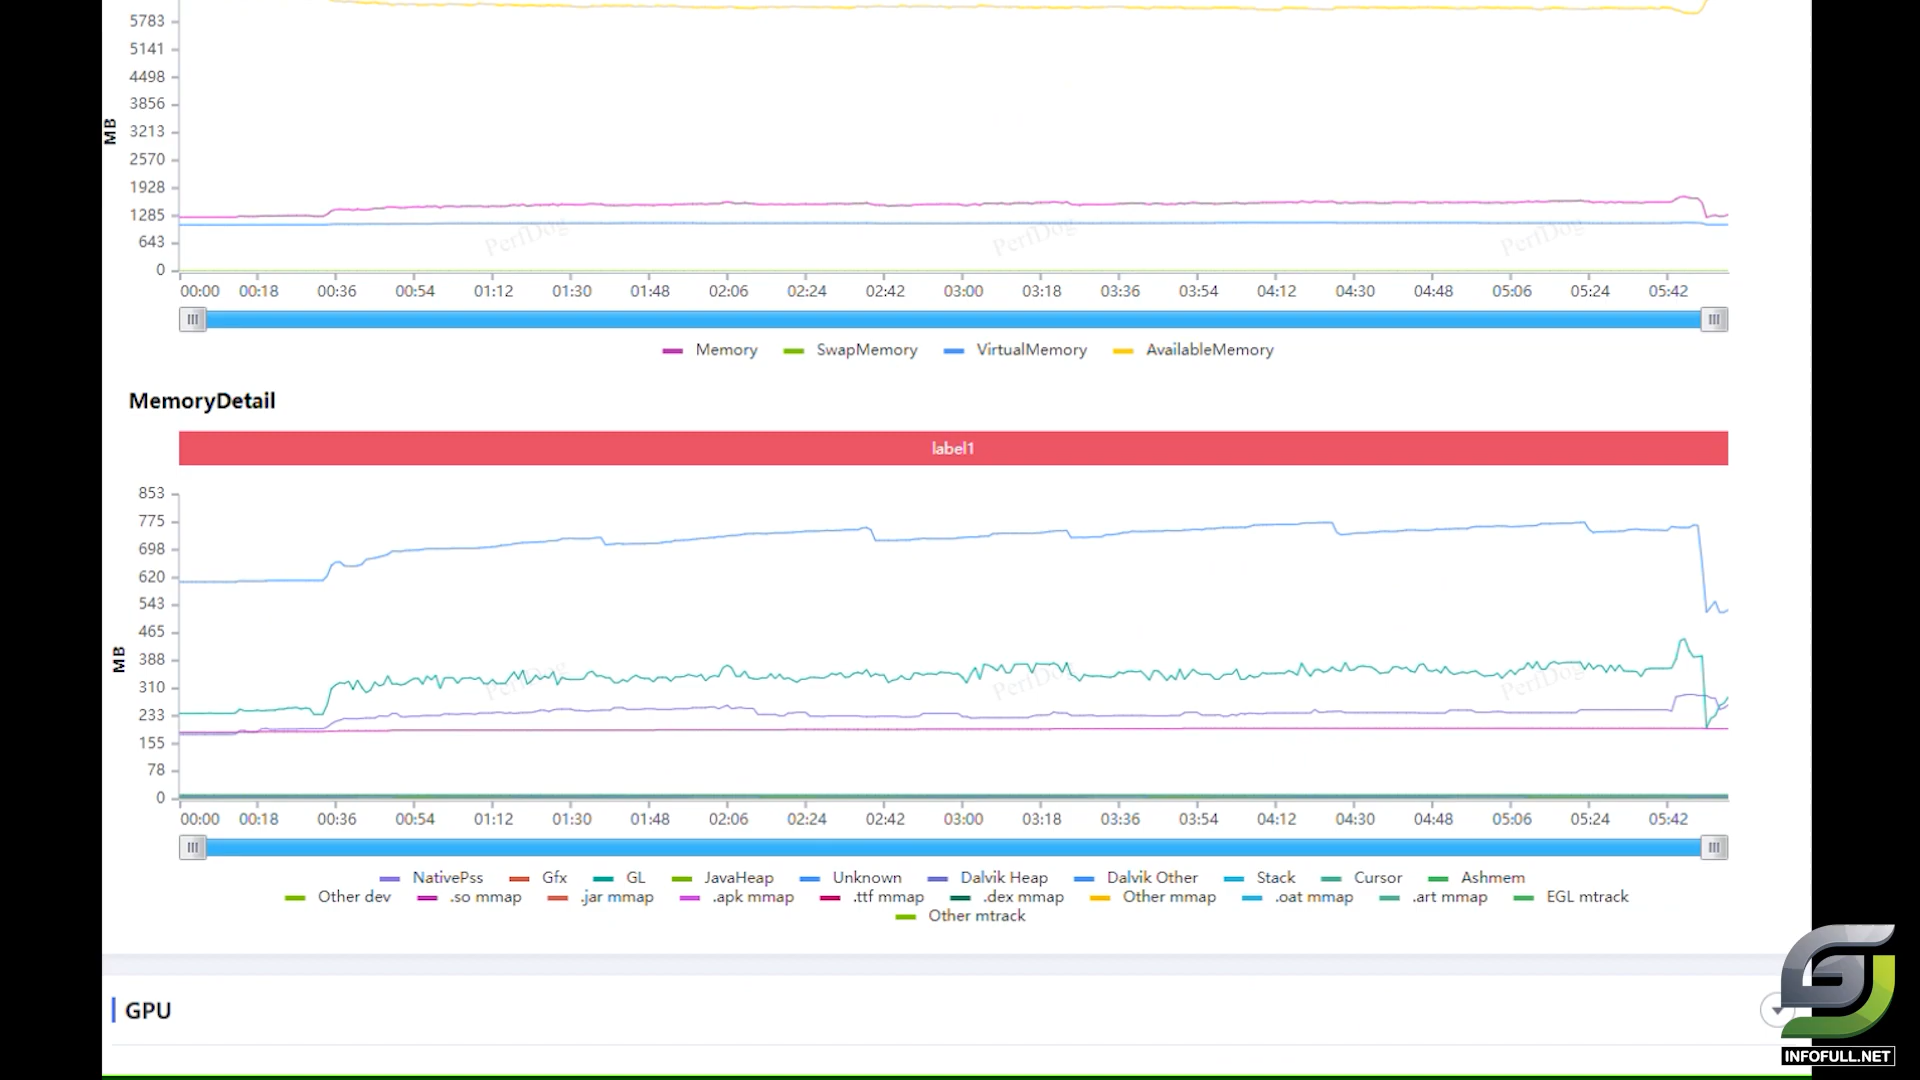 5783
5141
4498
3856
3213
2570
1928
1285
643
0
MB
PerfDog PerfDog PerfDog
00:00 00:18 00:36 00:54 01:12 01:30 01:48 02:06 02:24 02:42 03:00 03:18 03:36 03:54 04:12 04:30 04:48 05:06 05:24 05:42
Memory SwapMemory VirtualMemory AvailableMemory
MemoryDetail
label1
853
775
698
620
543
465
388
310
233
155
78
0
MB
PerfDog PerfDog PerfDog
00:00 00:18 00:36 00:54 01:12 01:30 01:48 02:06 02:24 02:42 03:00 03:18 03:36 03:54 04:12 04:30 04:48 05:06 05:24 05:42
NativePss Gfx GL JavaHeap Unknown Dalvik Heap Dalvik Other Stack Cursor Ashmem
Other dev .so mmap .jar mmap .apk mmap .ttf mmap .dex mmap Other mmap .oat mmap .art mmap EGL mtrack
Other mtrack
GPU
INFOFULL.NET